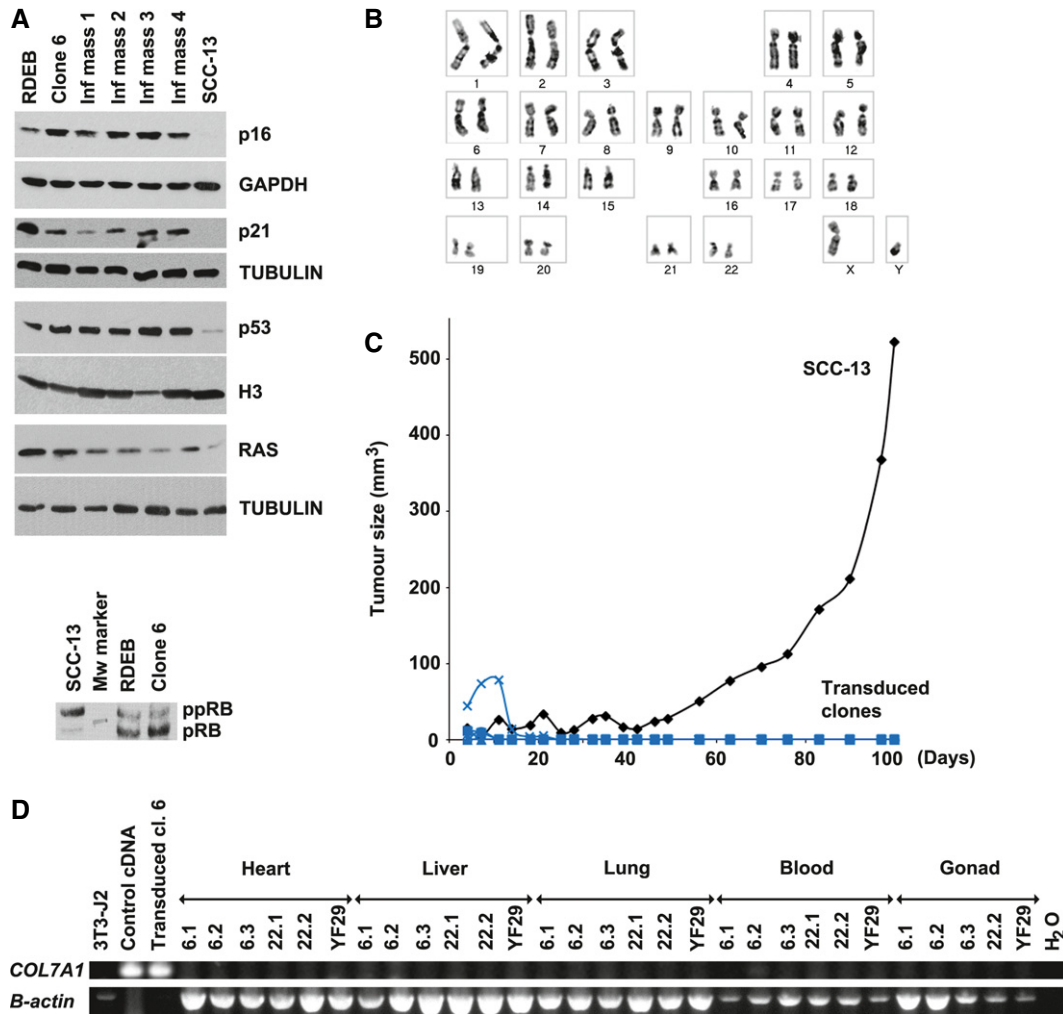 A
RDEB
Clone 6
Inf mass 1
Inf mass 2
Inf mass 3
Inf mass 4
SCC-13
p16
GAPDH
p21
TUBULIN
p53
H3
RAS
TUBULIN
SCC-13
Mw marker
RDEB
Clone 6
ppRB
pRB
B
1 2 3 4 5
6 7 8 9 10 11 12
13 14 15 16 17 18
19 20 21 22 X Y
C
Tumour size (mm³)
500
400
300
200
100
0
0 20 40 60 80 100 (Days)
SCC-13
Transduced
clones
D
3T3-J2
Control cDNA
Transduced cl. 6
Heart Liver Lung Blood Gonad
6.1 6.2 6.3 22.1 22.2 YF29 6.1 6.2 6.3 22.1 22.2 YF29 6.1 6.2 6.3 22.1 22.2 YF29 6.1 6.2 6.3 22.1 22.2 YF29 6.1 6.2 6.3 22.1 22.2 YF29 H₂O
COL7A1
B-actin